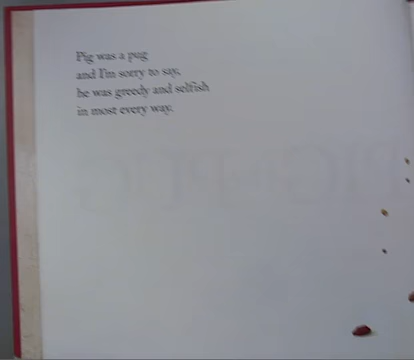 Pig was a pug
and I'm sorry to say,
he was greedy and selfish
in most every way.